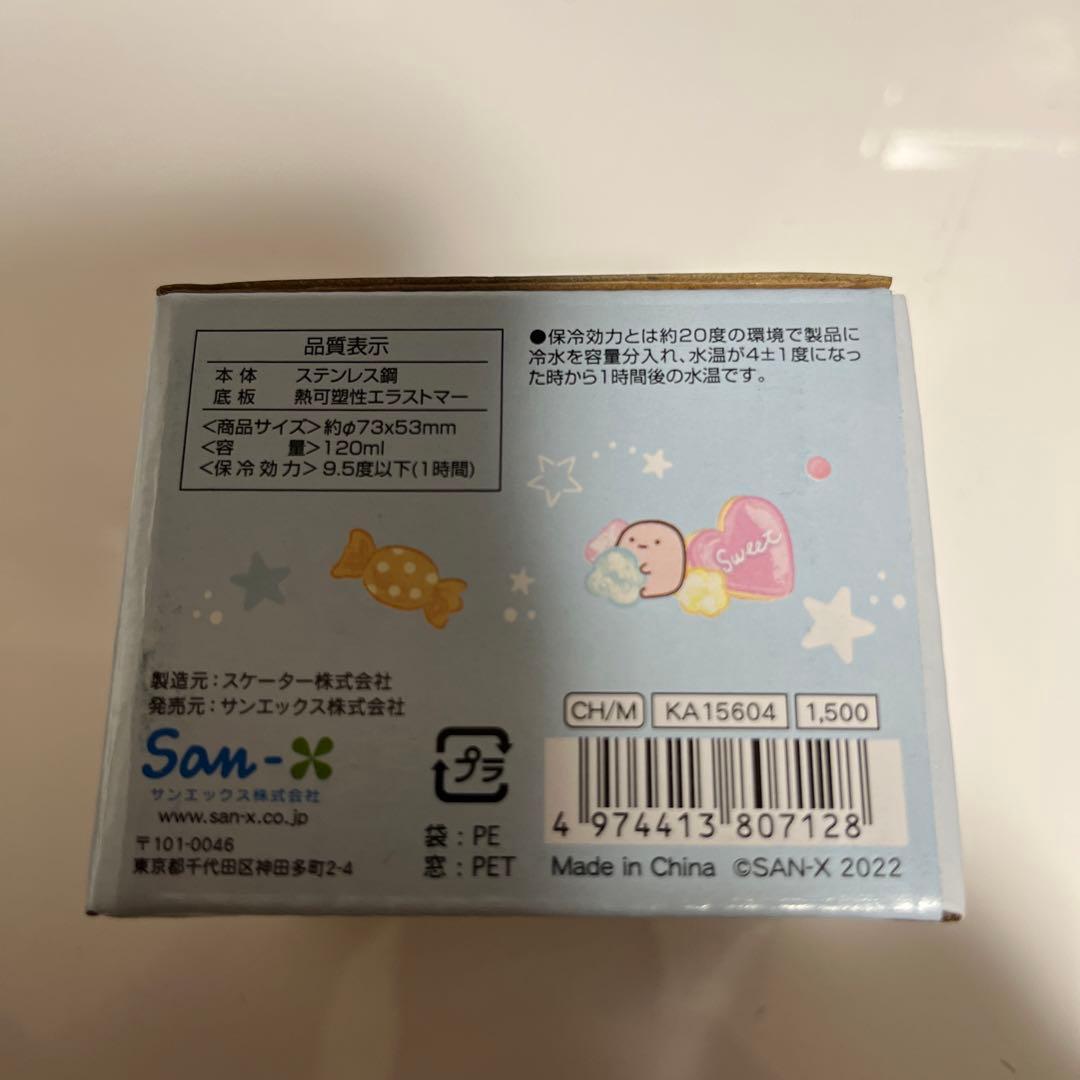 品質表示
本体 ステンレス鋼
底板 熱可塑性エラストマー
<商品サイズ>約φ73x53mm
<容量>120ml
<保冷効力>9.5度以下(1時間)
●保冷効力とは約20度の環境で製品に
冷水を容量分入れ、水温が4±1度になっ
た時から1時間後の水温です。
Sweet
製造元:スケーター株式会社
発売元:サンエックス株式会社
San-X
サンエックス株式会社
www.san-x.co.jp
〒101-0046
東京都千代田区神田多町2-4
プラ
袋:PE
窓:PET
CH/M KA15604 1,500
4 974413 807128
Made in China ©SAN-X 2022